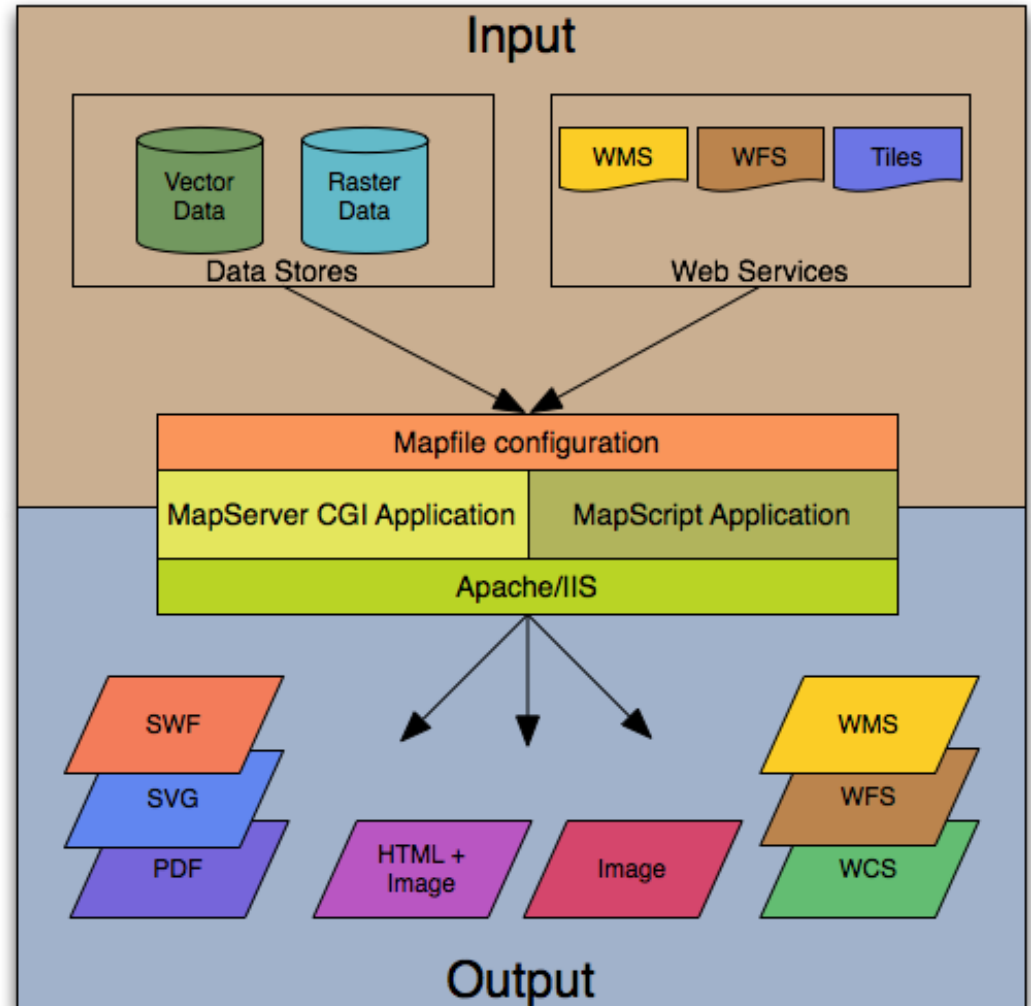 Input
Vector
Data
Raster
Data
Data Stores
WMS
WFS
Tiles
Web Services
Mapfile configuration
MapServer CGI Application
MapScript Application
Apache/IIS
SWF
SVG
PDF
HTML +
Image
Image
WMS
WFS
WCS
Output